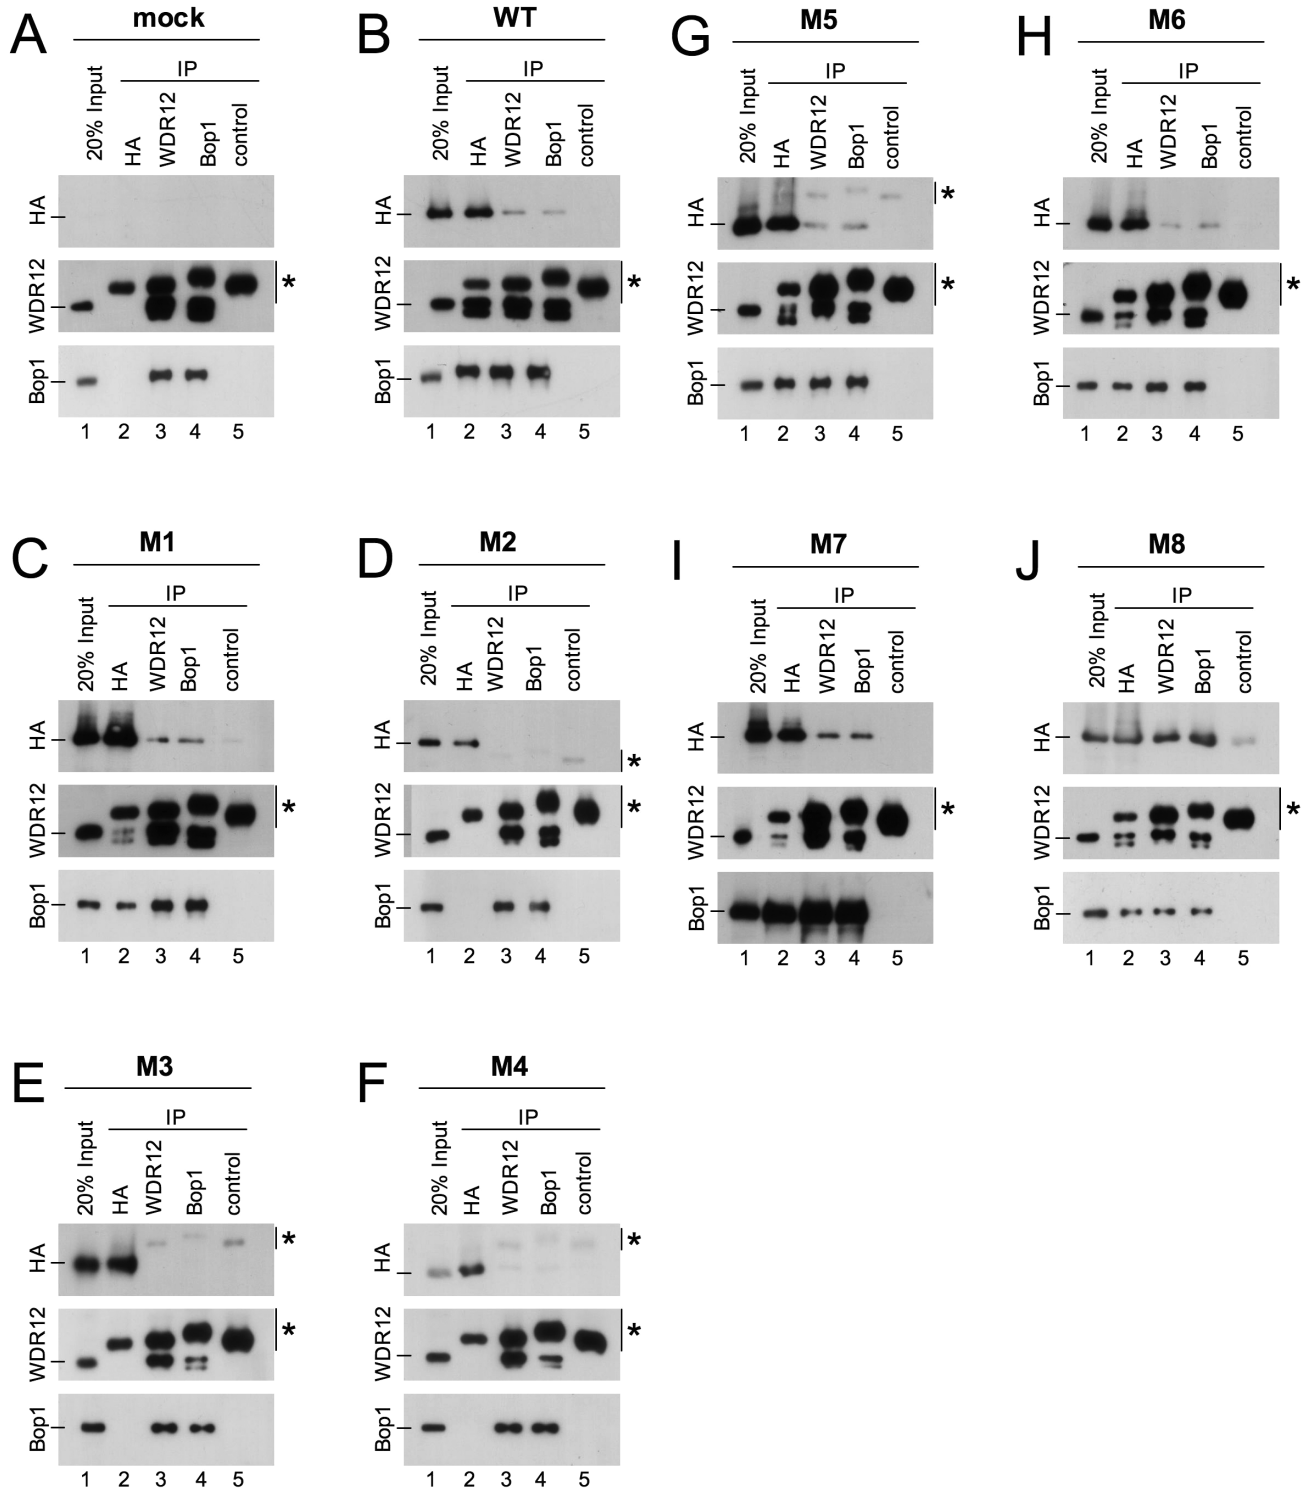 A
mock
IP
20% Input
HA
WDR12
Bop1
control
HA
WDR12
*
Bop1
1 2 3 4 5
B
WT
IP
20% Input
HA
WDR12
Bop1
control
HA
WDR12
*
Bop1
1 2 3 4 5
G
M5
IP
20% Input
HA
WDR12
Bop1
control
HA
*
WDR12
*
Bop1
1 2 3 4 5
H
M6
IP
20% Input
HA
WDR12
Bop1
control
HA
WDR12
*
Bop1
1 2 3 4 5
C
M1
IP
20% Input
HA
WDR12
Bop1
control
HA
WDR12
*
Bop1
1 2 3 4 5
D
M2
IP
20% Input
HA
WDR12
Bop1
control
HA
*
WDR12
*
Bop1
1 2 3 4 5
I
M7
IP
20% Input
HA
WDR12
Bop1
control
HA
WDR12
*
Bop1
1 2 3 4 5
J
M8
IP
20% Input
HA
WDR12
Bop1
control
HA
WDR12
*
Bop1
1 2 3 4 5
E
M3
IP
20% Input
HA
WDR12
Bop1
control
HA
*
WDR12
*
Bop1
1 2 3 4 5
F
M4
IP
20% Input
HA
WDR12
Bop1
control
HA
*
WDR12
*
Bop1
1 2 3 4 5